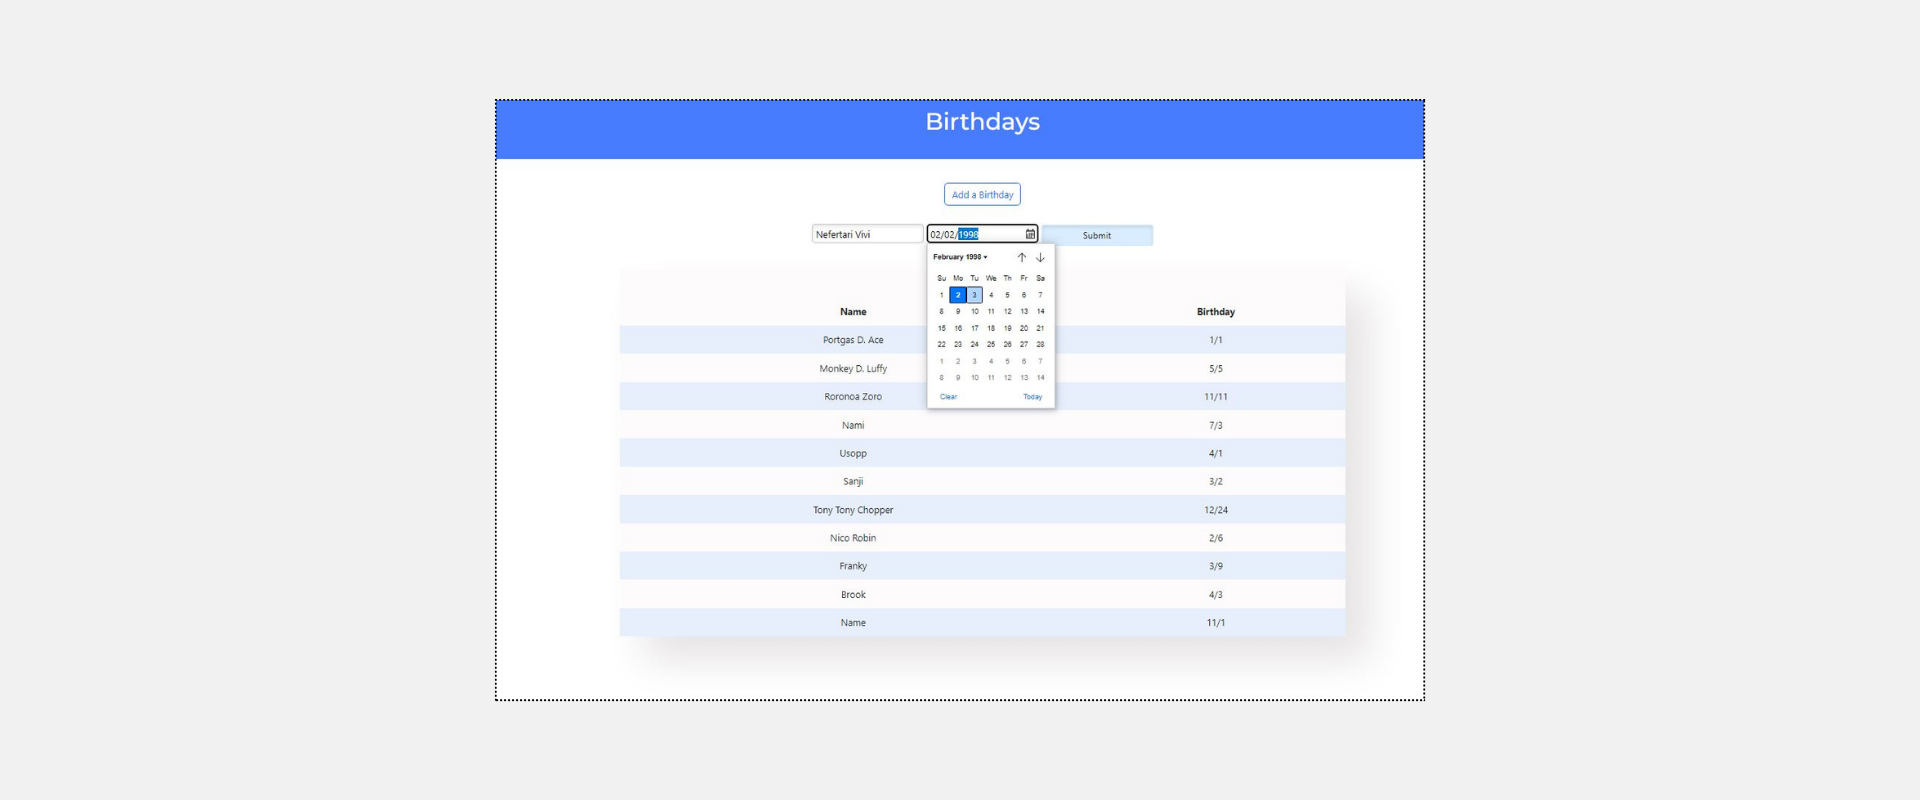 Birthdays
Add a Birthday
Nefertari Vivi 02/02/1998 Submit
February 1998
Su Mo Tu We Th Fr Sa
1 2 3 4 5 6 7
8 9 10 11 12 13 14
15 16 17 18 19 20 21
22 23 24 25 26 27 28
1 2 3 4 5 6 7
8 9 10 11 12 13 14
Clear Today
Name Birthday
Portgas D. Ace 1/1
Monkey D. Luffy 5/5
Roronoa Zoro 11/11
Nami 7/3
Usopp 4/1
Sanji 3/2
Tony Tony Chopper 12/24
Nico Robin 2/6
Franky 3/9
Brook 4/3
Name 11/1